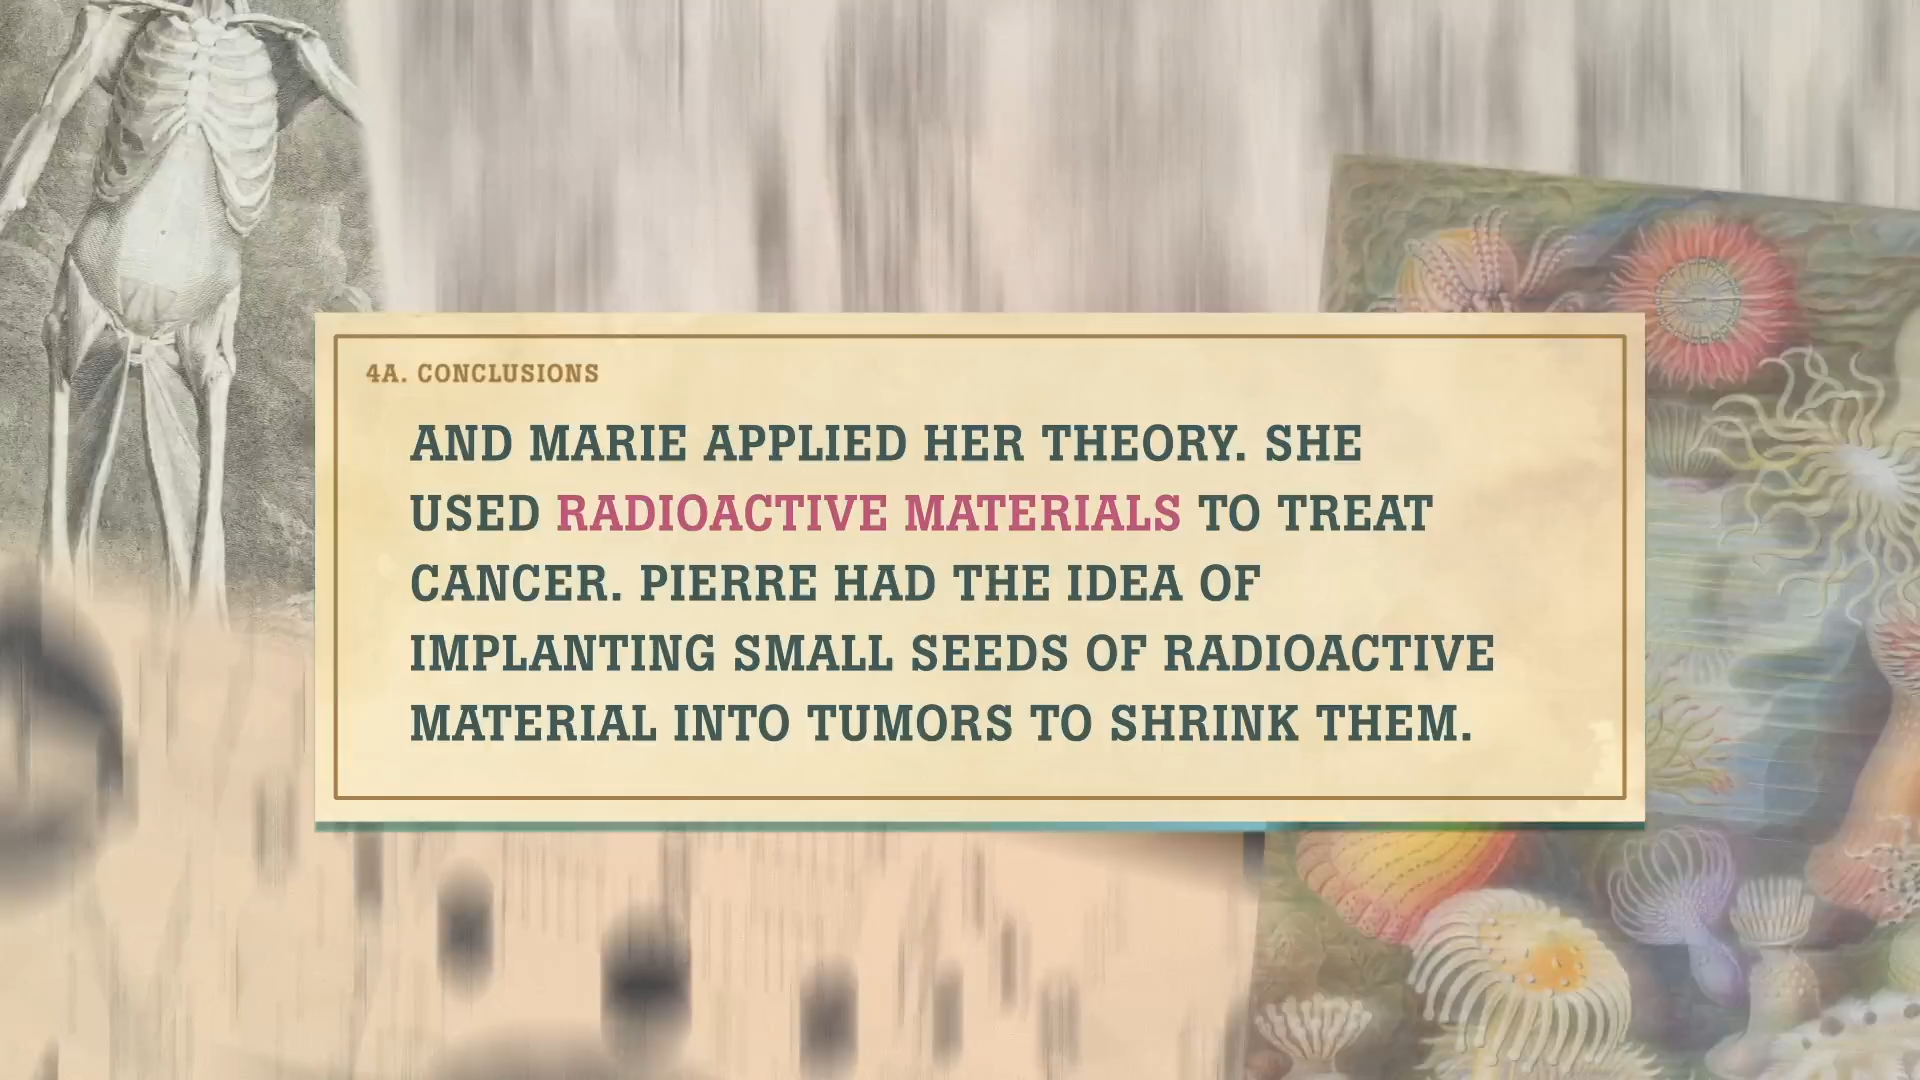 4A. CONCLUSIONS
AND MARIE APPLIED HER THEORY. SHE
USED RADIOACTIVE MATERIALS TO TREAT
CANCER. PIERRE HAD THE IDEA OF
IMPLANTING SMALL SEEDS OF RADIOACTIVE
MATERIAL INTO TUMORS TO SHRINK THEM.